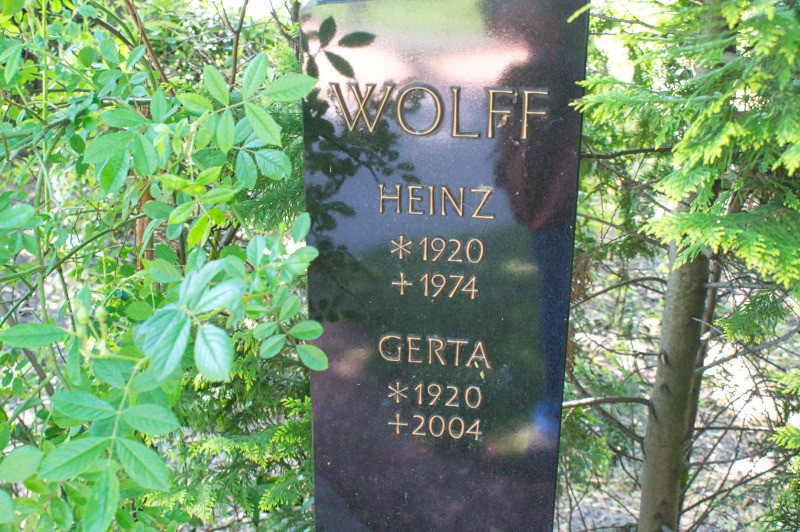 WOLFF
HEINZ
*1920
+1974
GERTA
*1920
+2004